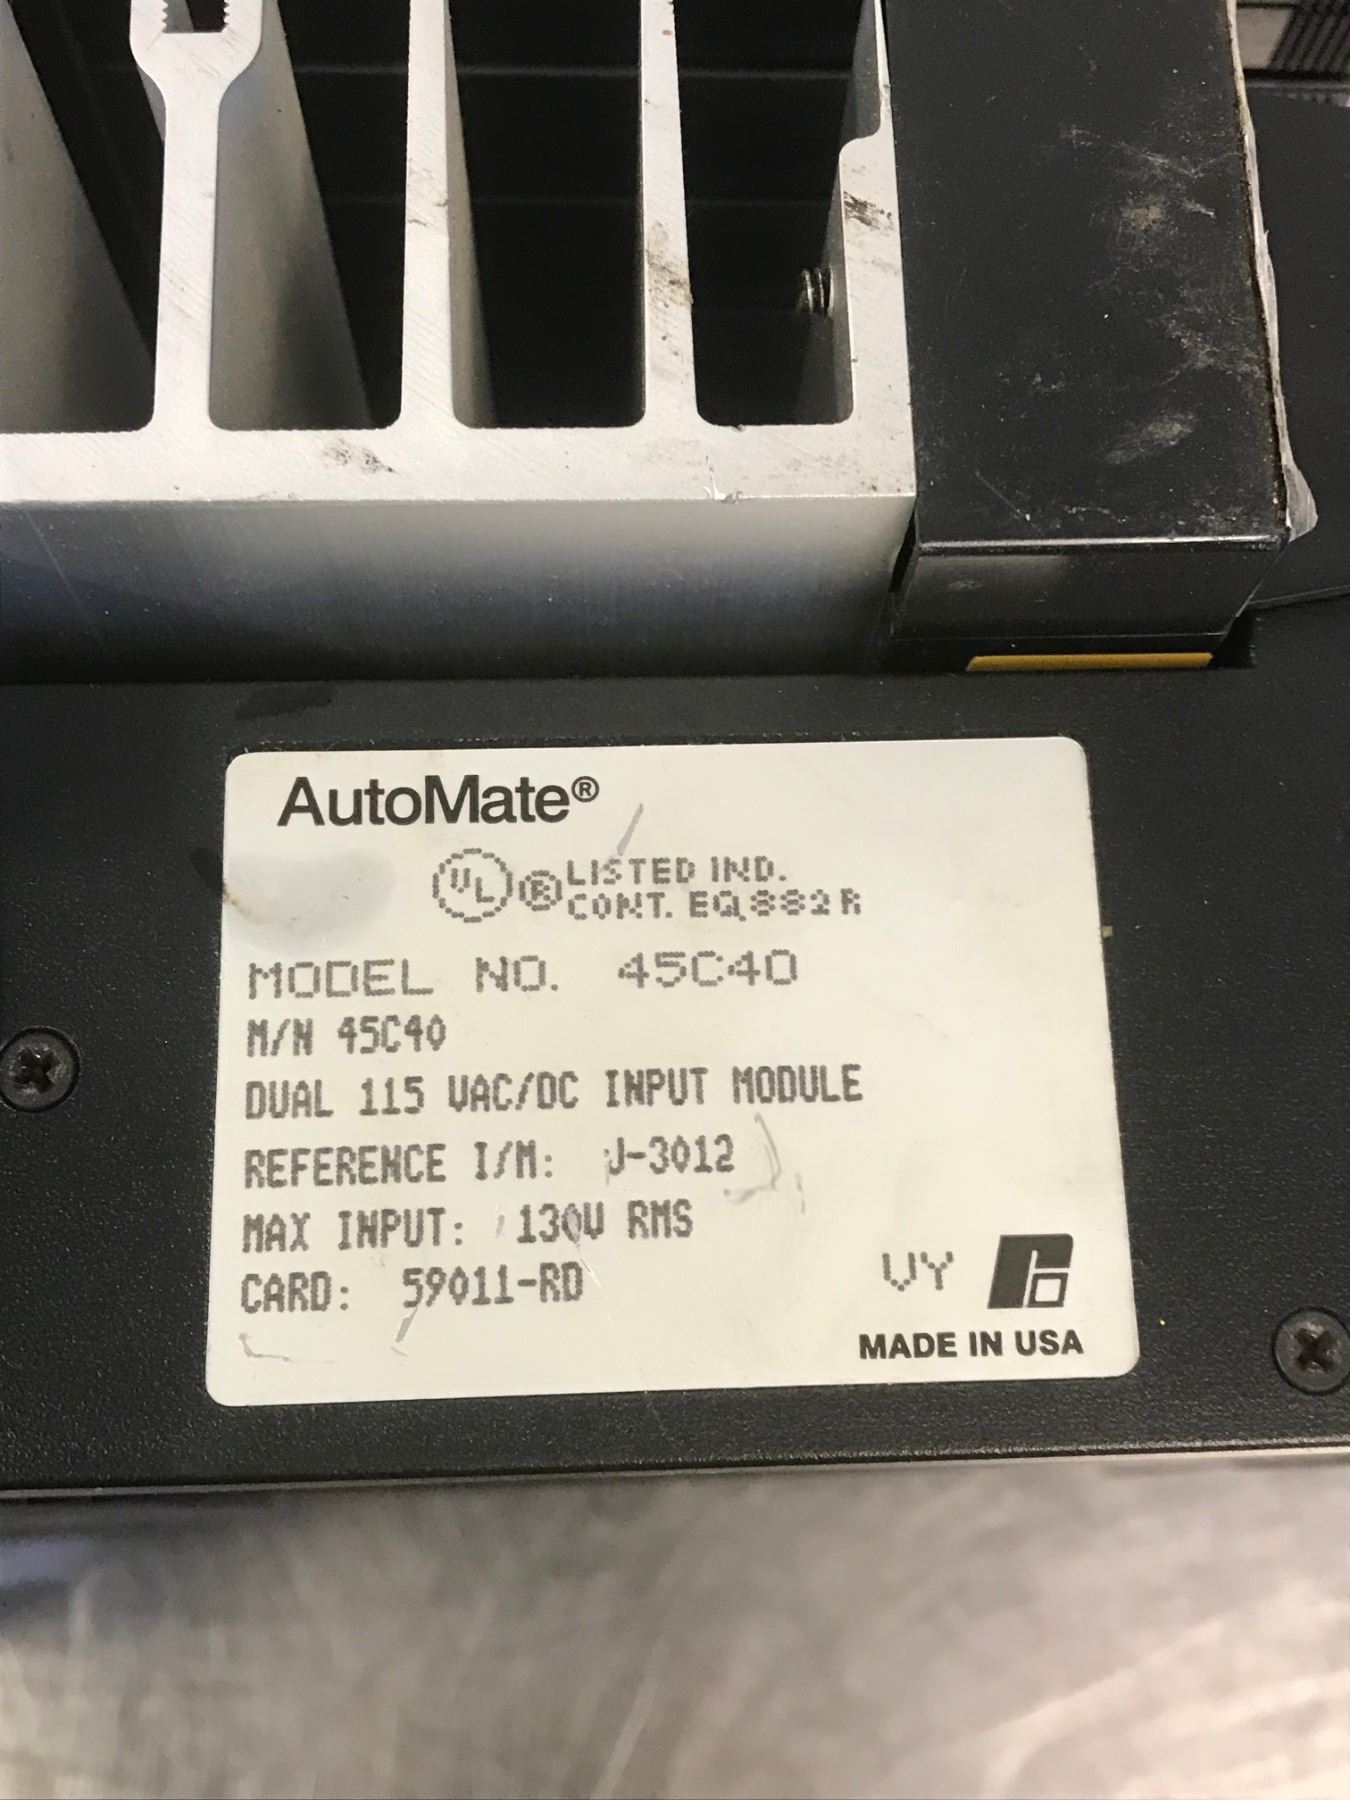 AutoMate®
UL ® LISTED IND.
CONT. EQ.882R
MODEL NO. 45C40
M/N 45C40
DUAL 115 VAC/DC INPUT MODULE
REFERENCE I/M: J-3012
MAX INPUT: 130V RMS
CARD: 59011-RD
VY
MADE IN USA